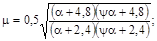 μ = 0,5 √((α+4,8)(ψα+4,8) / (α+2,4)(ψα+2,4));